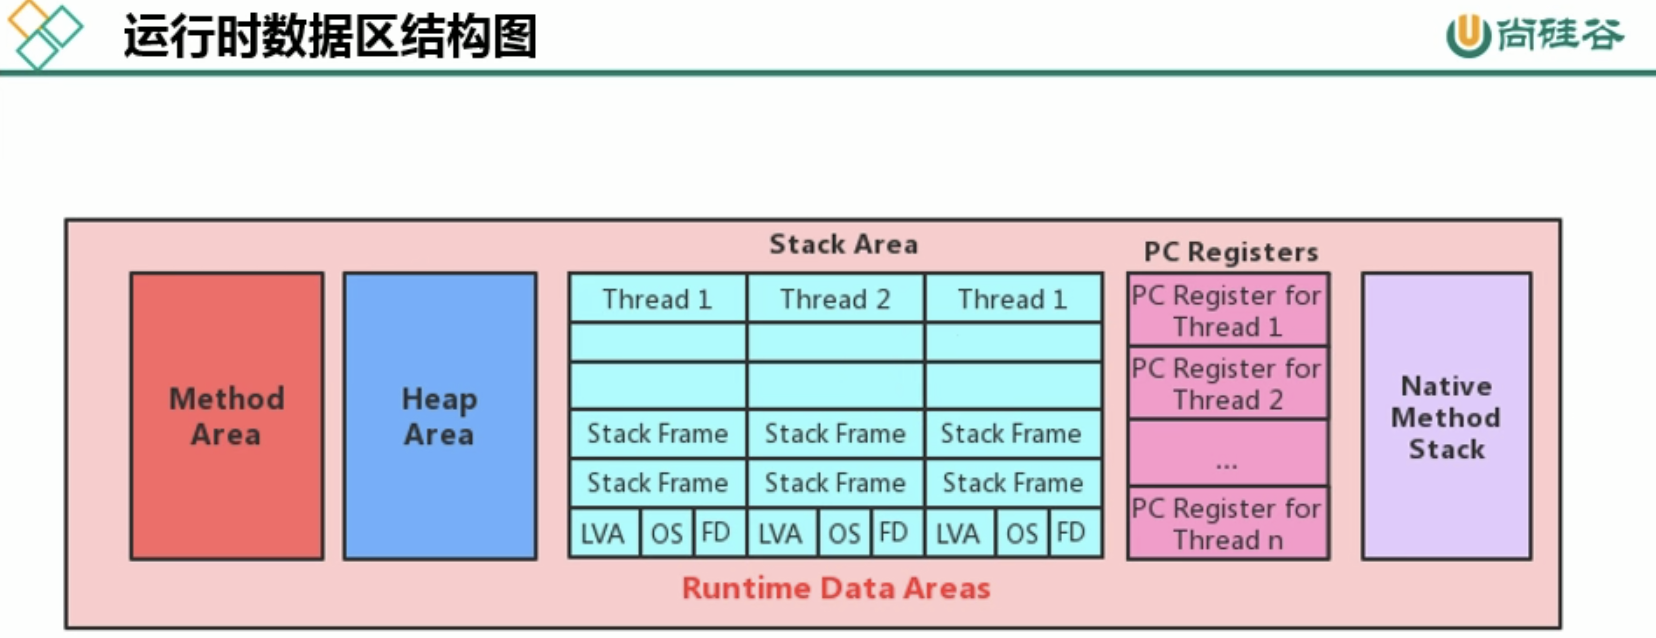 运行时数据区结构图
尚硅谷
Stack Area
PC Registers
Method
Area
Heap
Area
Thread 1
Thread 2
Thread 1
Stack Frame
Stack Frame
Stack Frame
Stack Frame
Stack Frame
Stack Frame
LVA
OS
FD
LVA
OS
FD
LVA
OS
FD
PC Register for
Thread 1
PC Register for
Thread 2
...
PC Register for
Thread n
Native
Method
Stack
Runtime Data Areas